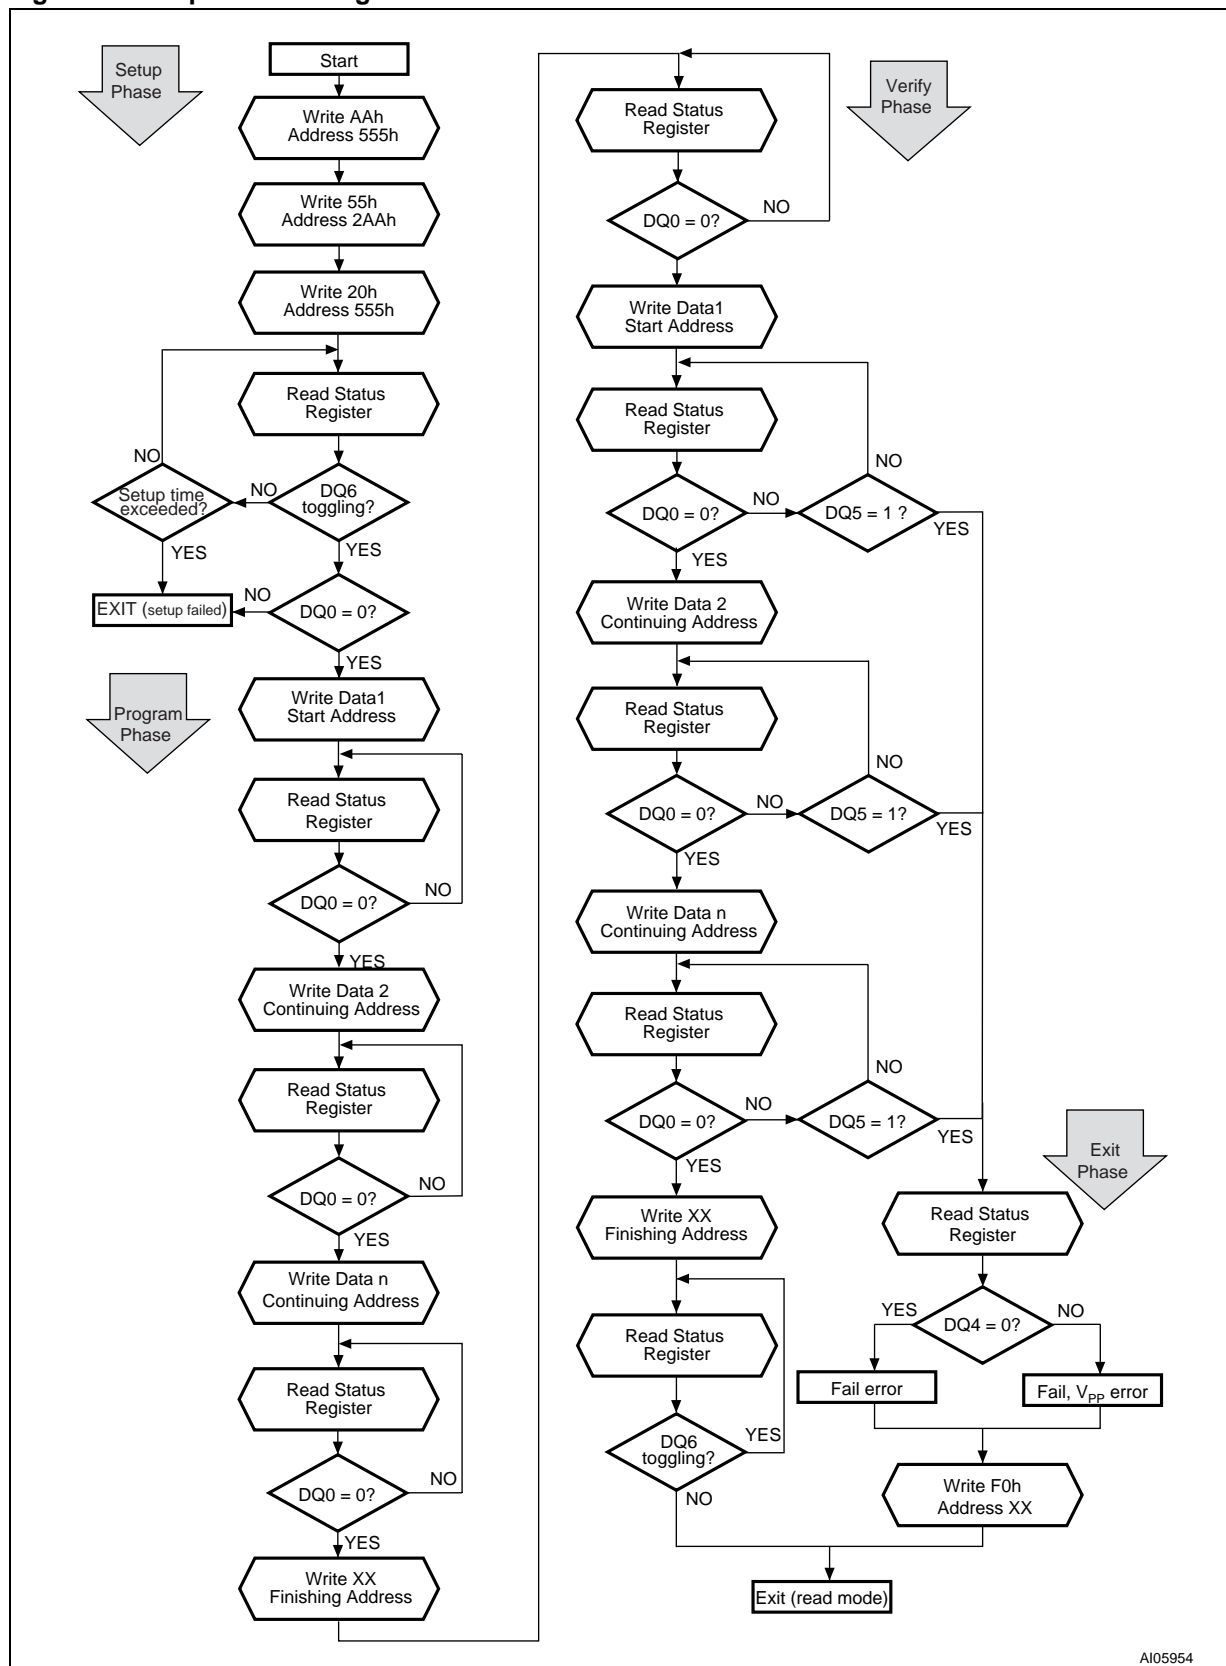 Start
Setup
Phase
Write AAh
Address 555h
Write 55h
Address 2AAh
Write 20h
Address 555h
Read Status
Register
NO
Setup time
exceeded?
NO
DQ6
toggling?
YES
YES
EXIT (setup failed)
NO
DQ0 = 0?
YES
Program
Phase
Write Data1
Start Address
Read Status
Register
DQ0 = 0?
NO
YES
Write Data 2
Continuing Address
Read Status
Register
DQ0 = 0?
NO
YES
Write Data n
Continuing Address
Read Status
Register
DQ0 = 0?
NO
YES
Write XX
Finishing Address
Verify
Phase
Read Status
Register
DQ0 = 0?
NO
Write Data1
Start Address
Read Status
Register
NO
DQ0 = 0?
NO
DQ5 = 1 ?
YES
YES
Write Data 2
Continuing Address
Read Status
Register
NO
DQ0 = 0?
NO
DQ5 = 1?
YES
YES
Write Data n
Continuing Address
Read Status
Register
NO
DQ0 = 0?
NO
DQ5 = 1?
YES
YES
Write XX
Finishing Address
Read Status
Register
DQ6
toggling?
YES
NO
Exit
Phase
Read Status
Register
YES
DQ4 = 0?
NO
Fail error
Fail, VPP error
Write F0h
Address XX
Exit (read mode)
AI05954